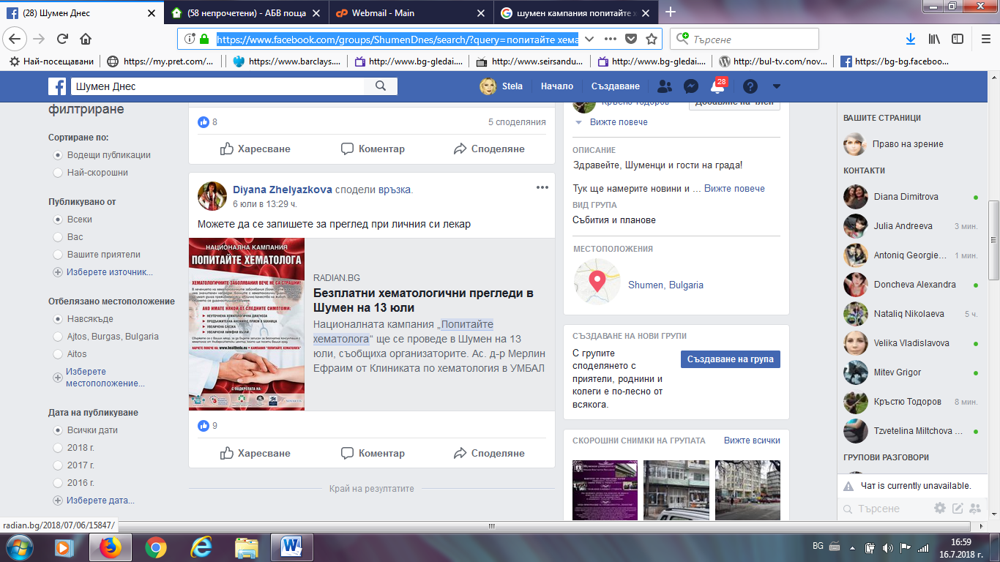 (28) Шумен Днес
(58 непрочетени) - АБВ поща
Webmail - Main
шумен кампания попитайте х
https://www.facebook.com/groups/ShumenDnes/search/?query=попитайте хема
Търсене
Най-посещавани
https://my.pret.com/...
https://www.barclays....
http://www.bg-gledai....
http://www.seirsandu...
http://www.bg-gledai....
http://bul-tv.com/nov...
https://bg-bg.faceboo...
Шумен Днес
Stela
Начало
Създаване
28
филтриране
Сортиране по:
Водещи публикации
Най-скорошни
Публикувано от
Всеки
Вас
Вашите приятели
Изберете източник...
Отбелязано местоположение
Навсякъде
Ajtos, Burgas, Bulgaria
Aitos
Изберете
местоположение...
Дата на публикуване
Всички дати
2018 г.
2017 г.
2016 г.
Изберете дата...
8
5 споделяния
Харесване
Коментар
Споделяне
Diyana Zhelyazkova сподели връзка.
6 юли в 13:29 ч.
Можете да се запишете за преглед при личния си лекар
НАЦИОНАЛНА КАМПАНИЯ
ПОПИТАЙТЕ ХЕМАТОЛОГА
ХЕМАТОЛОГИЧНИТЕ ЗАБОЛЯВАНИЯ ВЕЧЕ НЕ СА СТРАШНИ!
АКО ИМАТЕ НЯКОЙ ОТ СЛЕДНИТЕ СИМПТОМИ:
НЕУТОЧНЕНА ХЕМАТОЛОГИЧНА ДИАГНОЗА
УВЕЛИЧЕНА СЛЕЗКА
УВЕЛИЧЕНИ ЛИМФНИ ВЪЗЛИ
С ПОДКРЕПАТА НА:
RADIAN.BG
Безплатни хематологични прегледи в
Шумен на 13 юли
Националната кампания „Попитайте
хематолога“ ще се проведе в Шумен на 13
юли, съобщиха организаторите. Ас. д-р Мерлин
Ефраим от Клиниката по хематология в УМБАЛ
9
Харесване
Коментар
Споделяне
Край на резултатите
Кръстю Тодоров
Добавяне на член
Вижте повече
ОПИСАНИЕ
Здравейте, Шуменци и гости на града!
Тук ще намерите новини и ... Вижте повече
ВИД ГРУПА
Събития и планове
МЕСТОПОЛОЖЕНИЯ
Shumen, Bulgaria
СЪЗДАВАНЕ НА НОВИ ГРУПИ
С групите
споделянето с
приятели, роднини и
колеги е по-лесно от
всякога.
Създаване на група
СКОРОШНИ СНИМКИ НА ГРУПАТА
Вижте всички
ВАШИТЕ СТРАНИЦИ
Право на зрение
КОНТАКТИ
Diana Dimitrova
Julia Andreeva 3 мин.
Antoniq Georgie... 1 мин.
Doncheva Alexandra
Nataliq Nikolaeva 5 ч.
Velika Vladislavova
Mitev Grigor
Кръстю Тодоров 8 мин.
Tzvetelina Miltchova ...
ГРУПОВИ РАЗГОВОРИ
Чат is currently unavailable.
Търсене
radian.bg/2018/07/06/15847/
BG
16:59
16.7.2018 г.